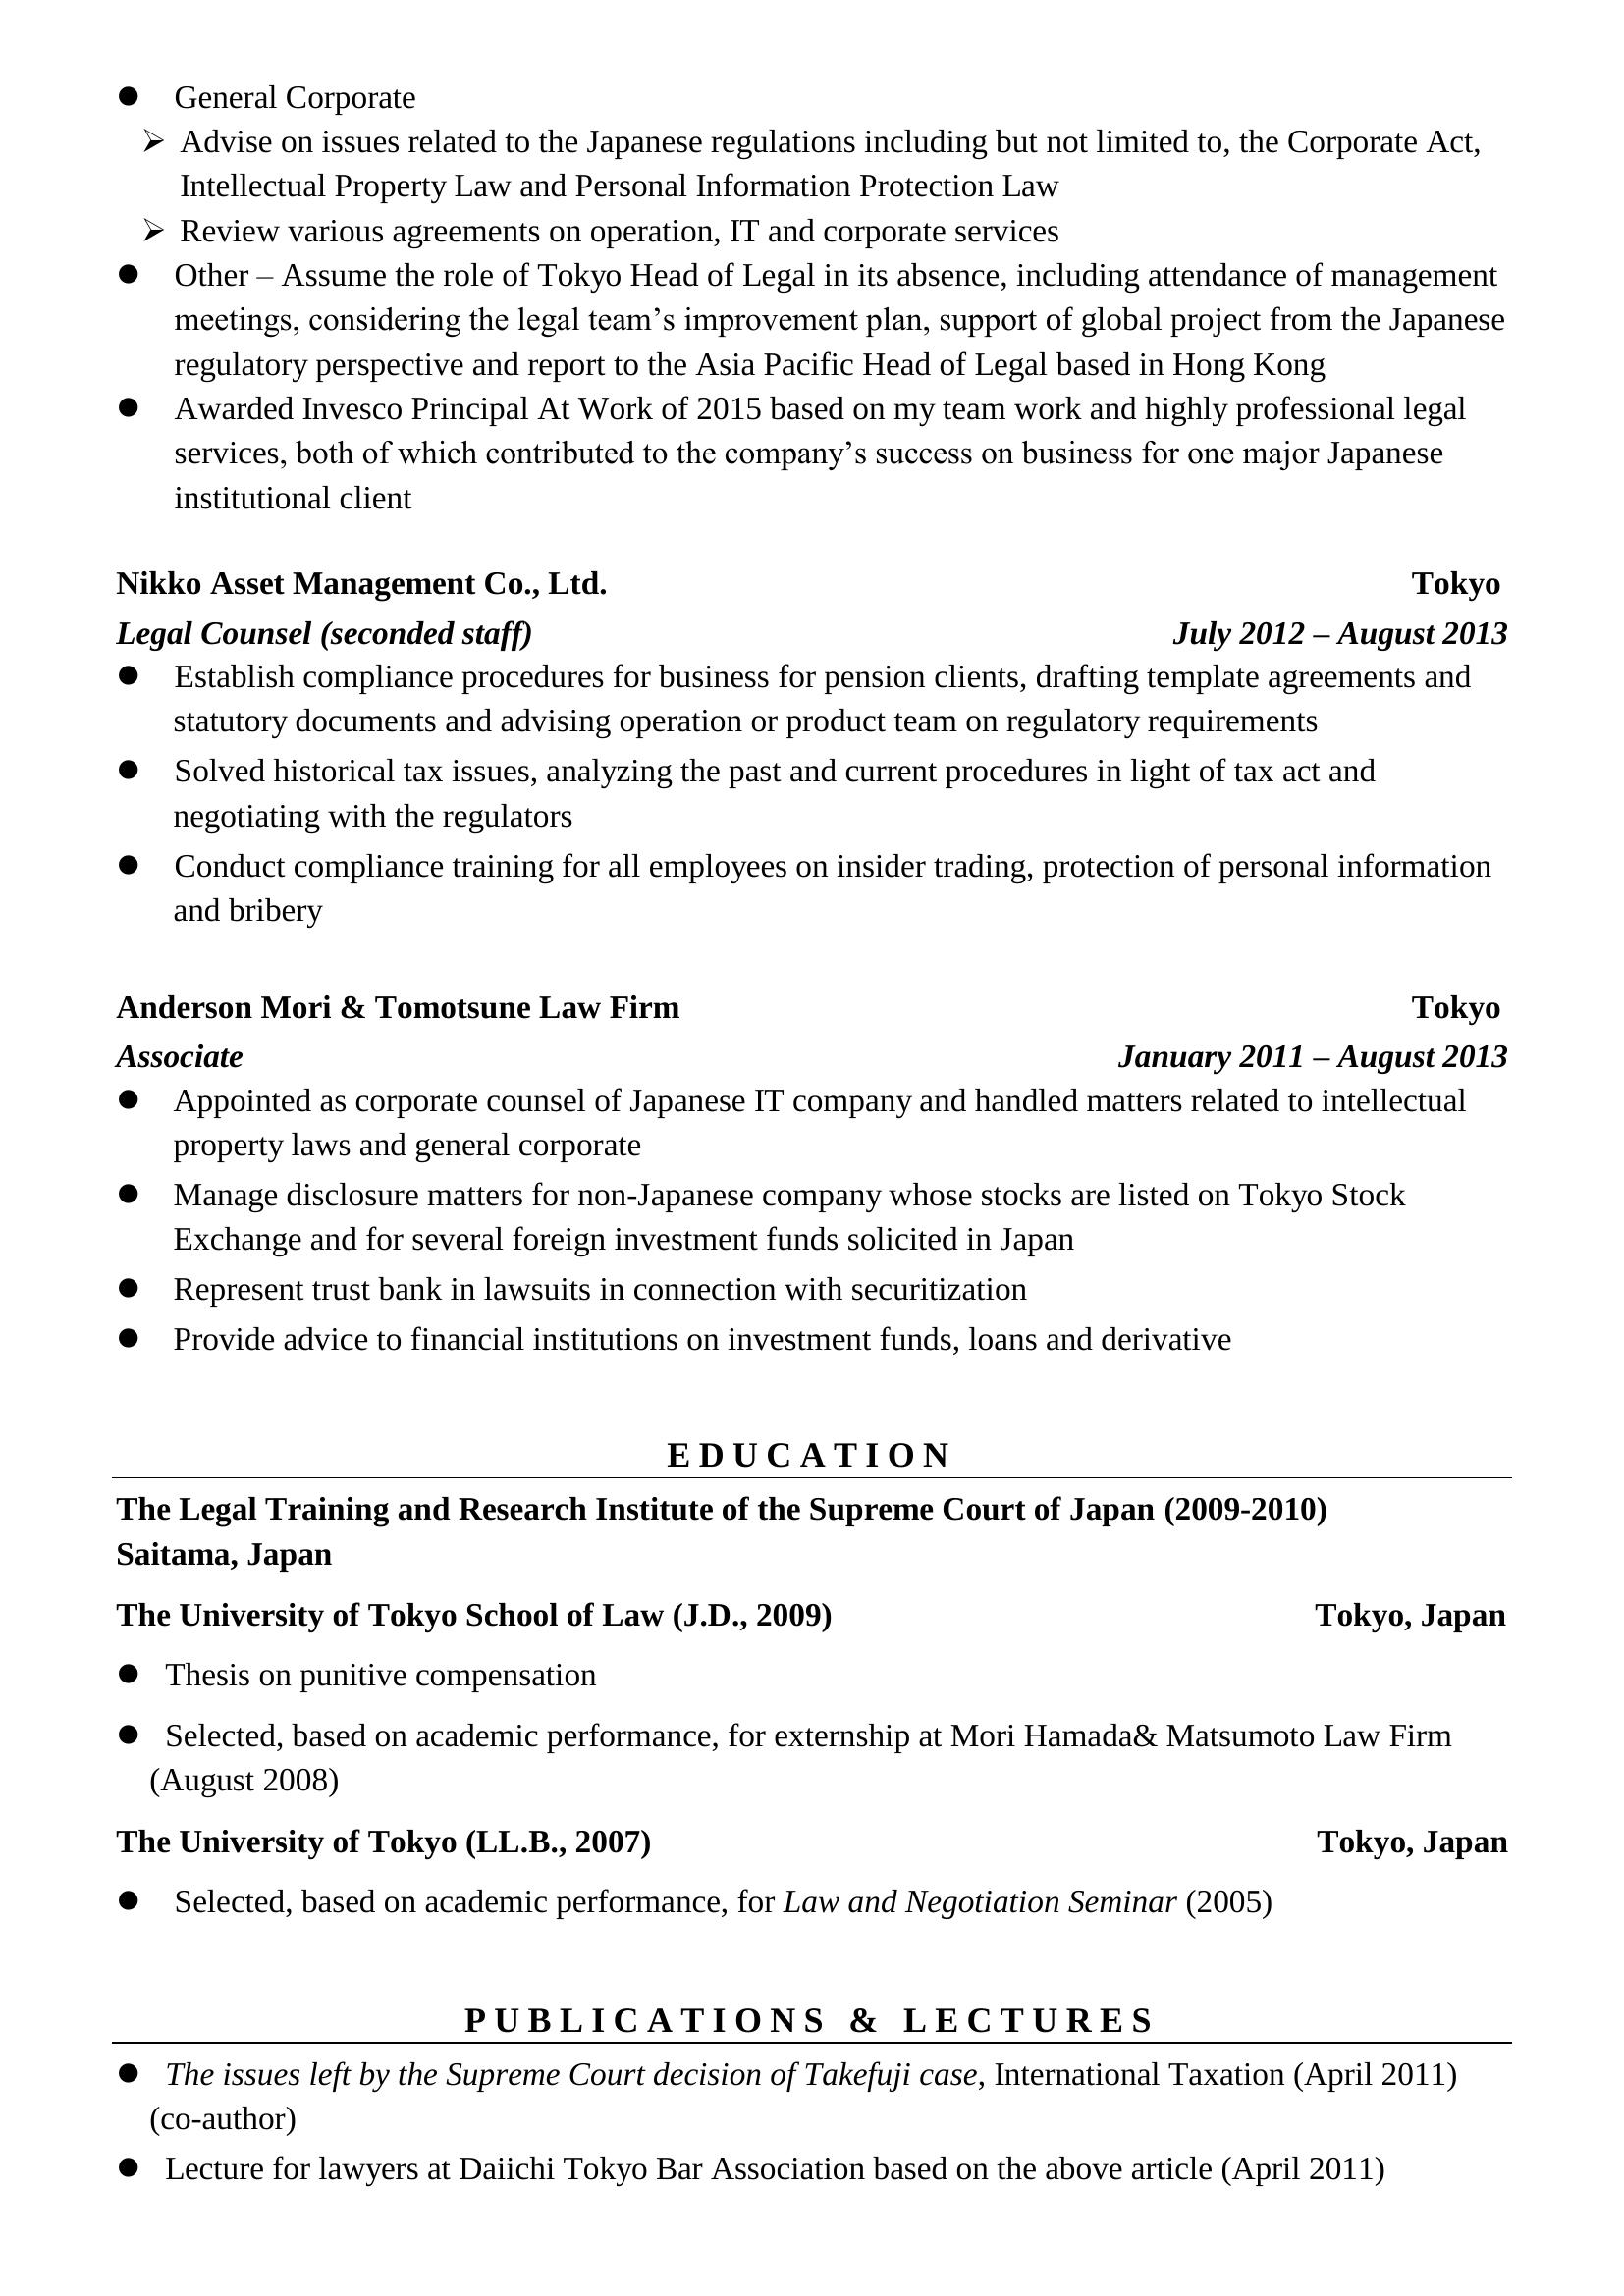 ● General Corporate
➢ Advise on issues related to the Japanese regulations including but not limited to, the Corporate Act,
Intellectual Property Law and Personal Information Protection Law
➢ Review various agreements on operation, IT and corporate services
● Other – Assume the role of Tokyo Head of Legal in its absence, including attendance of management
meetings, considering the legal team’s improvement plan, support of global project from the Japanese
regulatory perspective and report to the Asia Pacific Head of Legal based in Hong Kong
● Awarded Invesco Principal At Work of 2015 based on my team work and highly professional legal
services, both of which contributed to the company’s success on business for one major Japanese
institutional client
Nikko Asset Management Co., Ltd. Tokyo
Legal Counsel (seconded staff) July 2012 – August 2013
● Establish compliance procedures for business for pension clients, drafting template agreements and
statutory documents and advising operation or product team on regulatory requirements
● Solved historical tax issues, analyzing the past and current procedures in light of tax act and
negotiating with the regulators
● Conduct compliance training for all employees on insider trading, protection of personal information
and bribery
Anderson Mori & Tomotsune Law Firm Tokyo
Associate January 2011 – August 2013
● Appointed as corporate counsel of Japanese IT company and handled matters related to intellectual
property laws and general corporate
● Manage disclosure matters for non-Japanese company whose stocks are listed on Tokyo Stock
Exchange and for several foreign investment funds solicited in Japan
● Represent trust bank in lawsuits in connection with securitization
● Provide advice to financial institutions on investment funds, loans and derivative
EDUCATION
The Legal Training and Research Institute of the Supreme Court of Japan (2009-2010)
Saitama, Japan
The University of Tokyo School of Law (J.D., 2009) Tokyo, Japan
● Thesis on punitive compensation
● Selected, based on academic performance, for externship at Mori Hamada& Matsumoto Law Firm
(August 2008)
The University of Tokyo (LL.B., 2007) Tokyo, Japan
● Selected, based on academic performance, for Law and Negotiation Seminar (2005)
PUBLICATIONS & LECTURES
● The issues left by the Supreme Court decision of Takefuji case, International Taxation (April 2011)
(co-author)
● Lecture for lawyers at Daiichi Tokyo Bar Association based on the above article (April 2011)